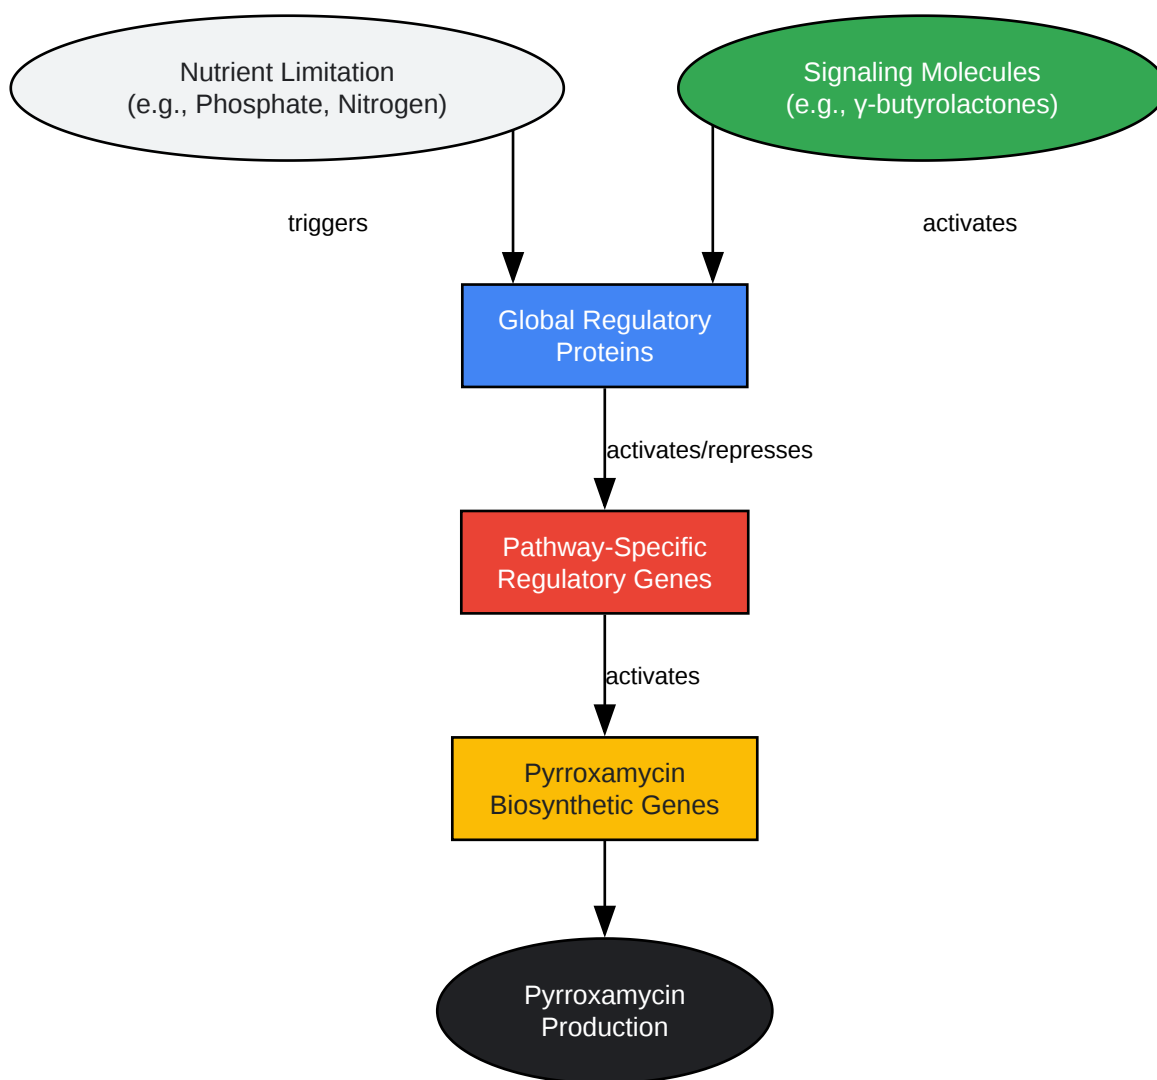 Nutrient Limitation
(e.g., Phosphate, Nitrogen)
Signaling Molecules
(e.g., γ-butyrolactones)
triggers
activates
Global Regulatory
Proteins
activates/represses
Pathway-Specific
Regulatory Genes
activates
Pyrroxamycin
Biosynthetic Genes
Pyrroxamycin
Production